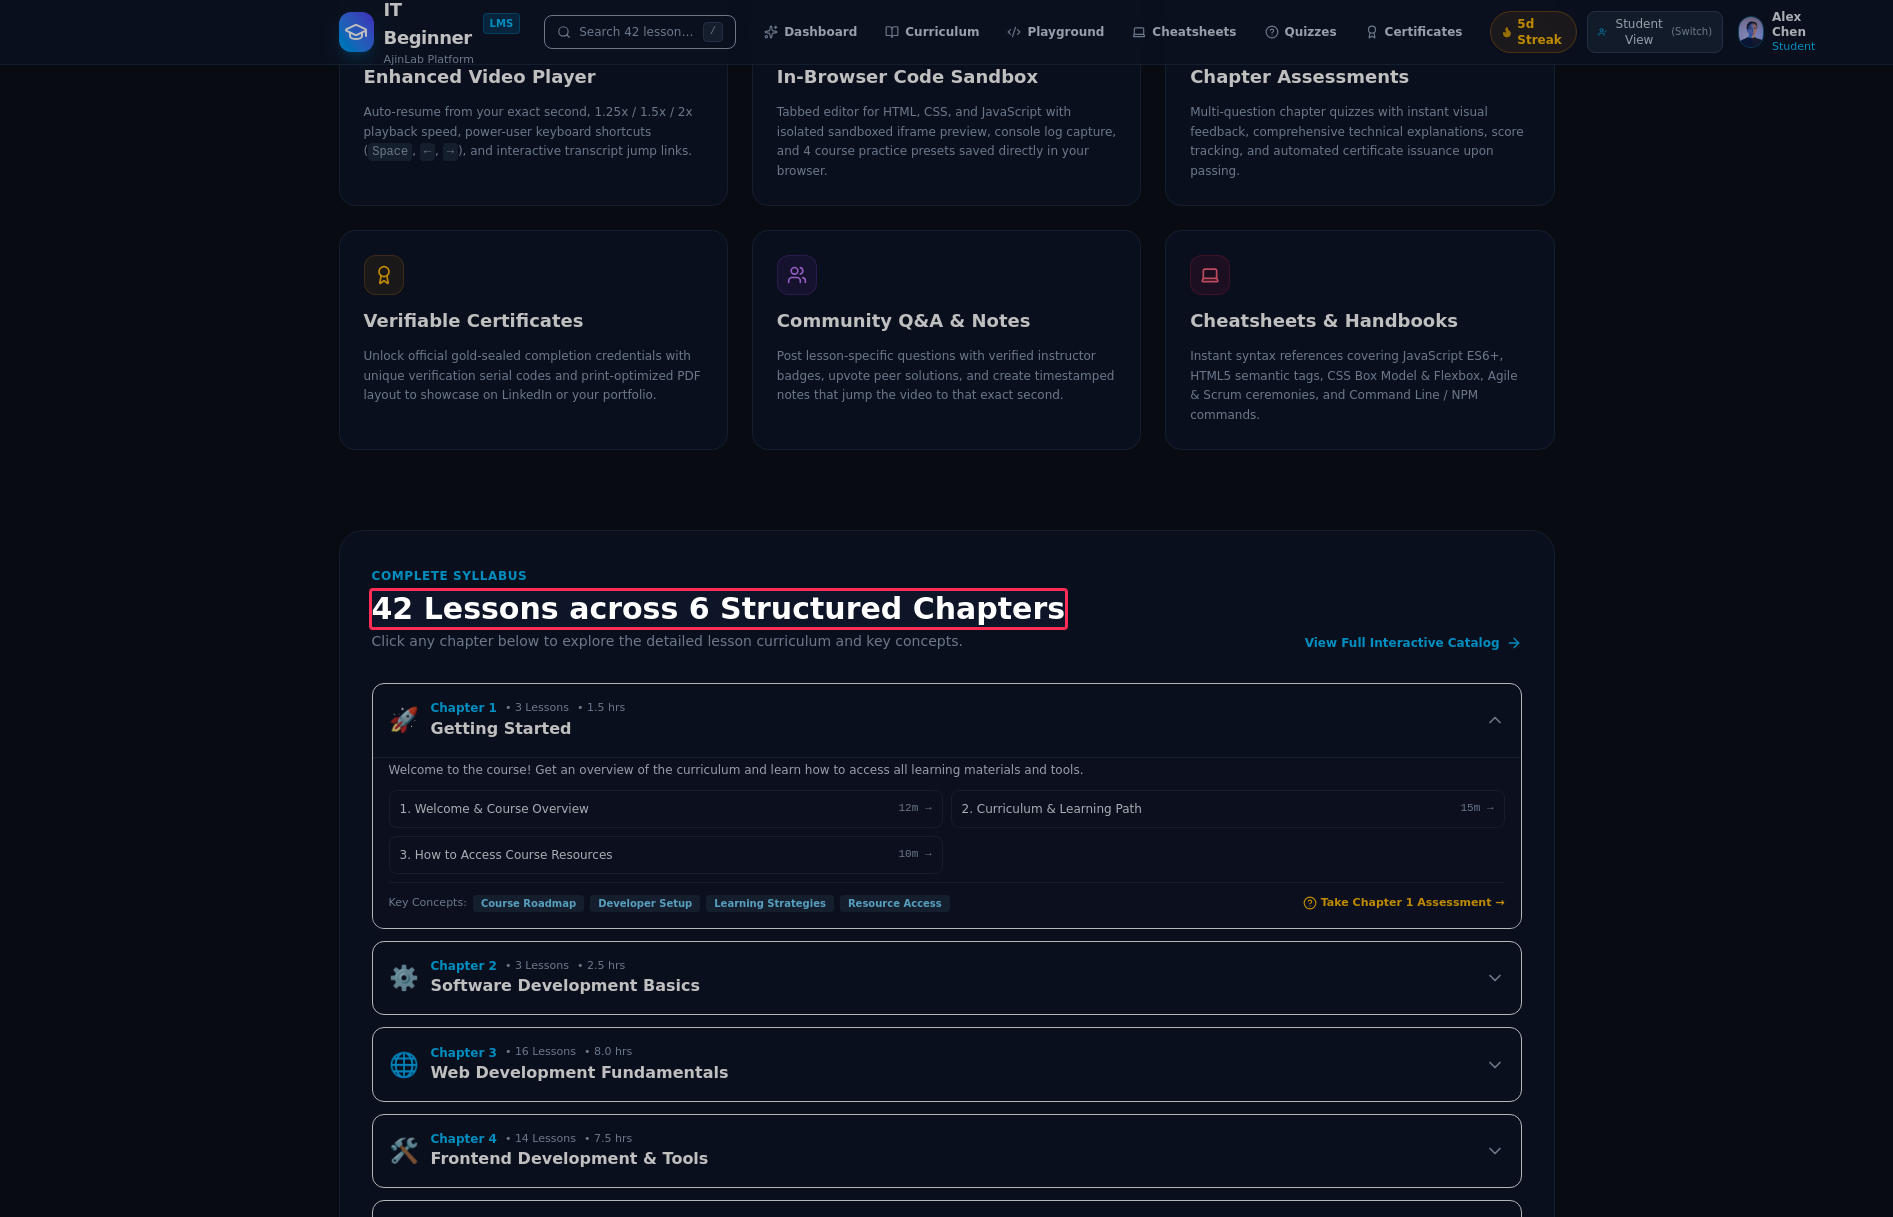 IT
Beginner
LMS
AjinLab Platform
Search 42 lesson...
/
Dashboard
Curriculum
Playground
Cheatsheets
Quizzes
Certificates
5d
Streak
Student
View
(Switch)
Alex
Chen
Student
Enhanced Video Player
Auto-resume from your exact second, 1.25x / 1.5x / 2x
playback speed, power-user keyboard shortcuts
(Space, ←, →), and interactive transcript jump links.
In-Browser Code Sandbox
Tabbed editor for HTML, CSS, and JavaScript with
isolated sandboxed iframe preview, console log capture,
and 4 course practice presets saved directly in your
browser.
Chapter Assessments
Multi-question chapter quizzes with instant visual
feedback, comprehensive technical explanations, score
tracking, and automated certificate issuance upon
passing.
Verifiable Certificates
Unlock official gold-sealed completion credentials with
unique verification serial codes and print-optimized PDF
layout to showcase on LinkedIn or your portfolio.
Community Q&A & Notes
Post lesson-specific questions with verified instructor
badges, upvote peer solutions, and create timestamped
notes that jump the video to that exact second.
Cheatsheets & Handbooks
Instant syntax references covering JavaScript ES6+,
HTML5 semantic tags, CSS Box Model & Flexbox, Agile
& Scrum ceremonies, and Command Line / NPM
commands.
COMPLETE SYLLABUS
42 Lessons across 6 Structured Chapters
Click any chapter below to explore the detailed lesson curriculum and key concepts.
View Full Interactive Catalog →
Chapter 1 • 3 Lessons • 1.5 hrs
Getting Started
Welcome to the course! Get an overview of the curriculum and learn how to access all learning materials and tools.
1. Welcome & Course Overview 12m →
2. Curriculum & Learning Path 15m →
3. How to Access Course Resources 10m →
Key Concepts: Course Roadmap Developer Setup Learning Strategies Resource Access
Take Chapter 1 Assessment →
Chapter 2 • 3 Lessons • 2.5 hrs
Software Development Basics
Chapter 3 • 16 Lessons • 8.0 hrs
Web Development Fundamentals
Chapter 4 • 14 Lessons • 7.5 hrs
Frontend Development & Tools